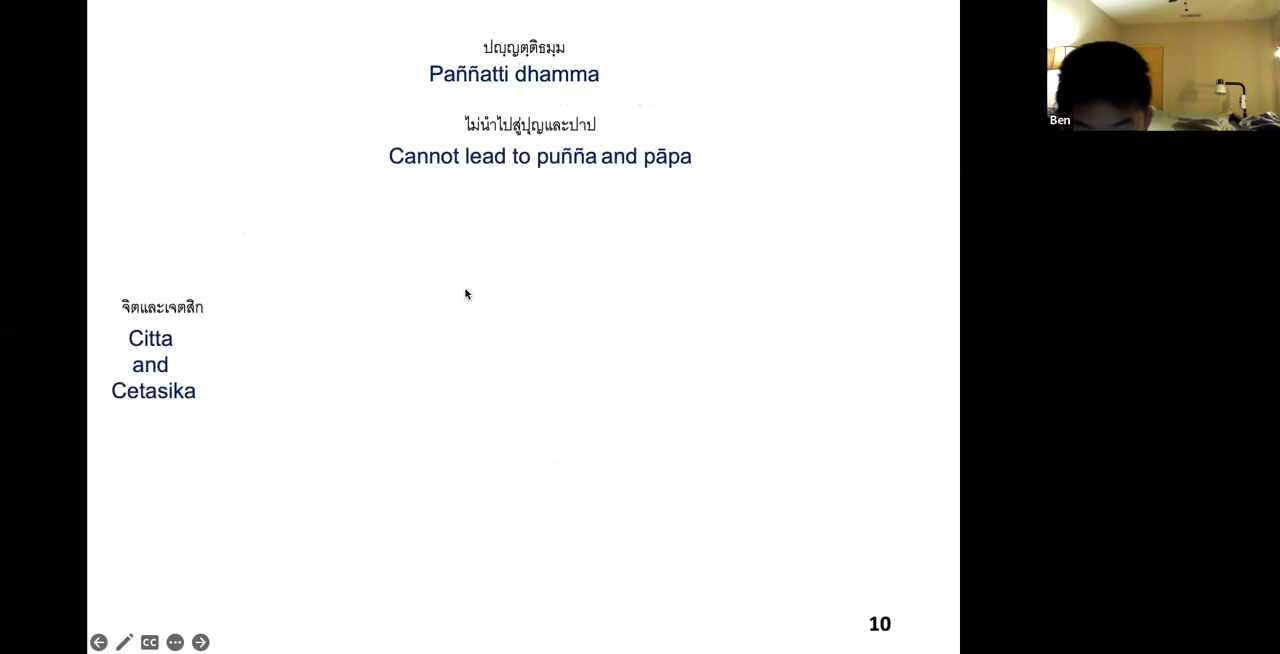 ปญฺญตฺติธมฺม
Paññatti dhamma
ไม่นำไปสู่ปุญและปาป
Cannot lead to puñña and pāpa
จิตและเจตสิก
Citta
and
Cetasika
10
CC
Ben